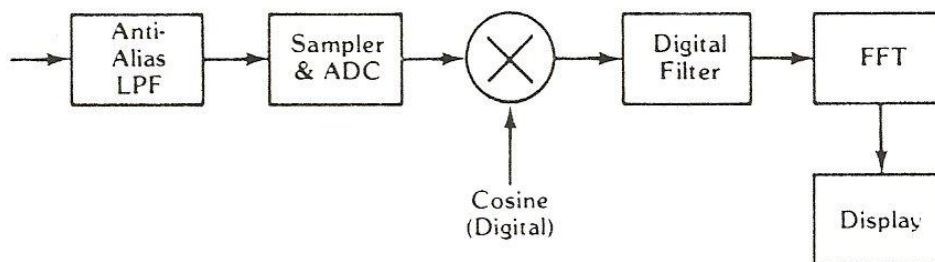 Anti-
Alias
LPF
Sampler
& ADC
Digital
Filter
FFT
Cosine
(Digital)
Display